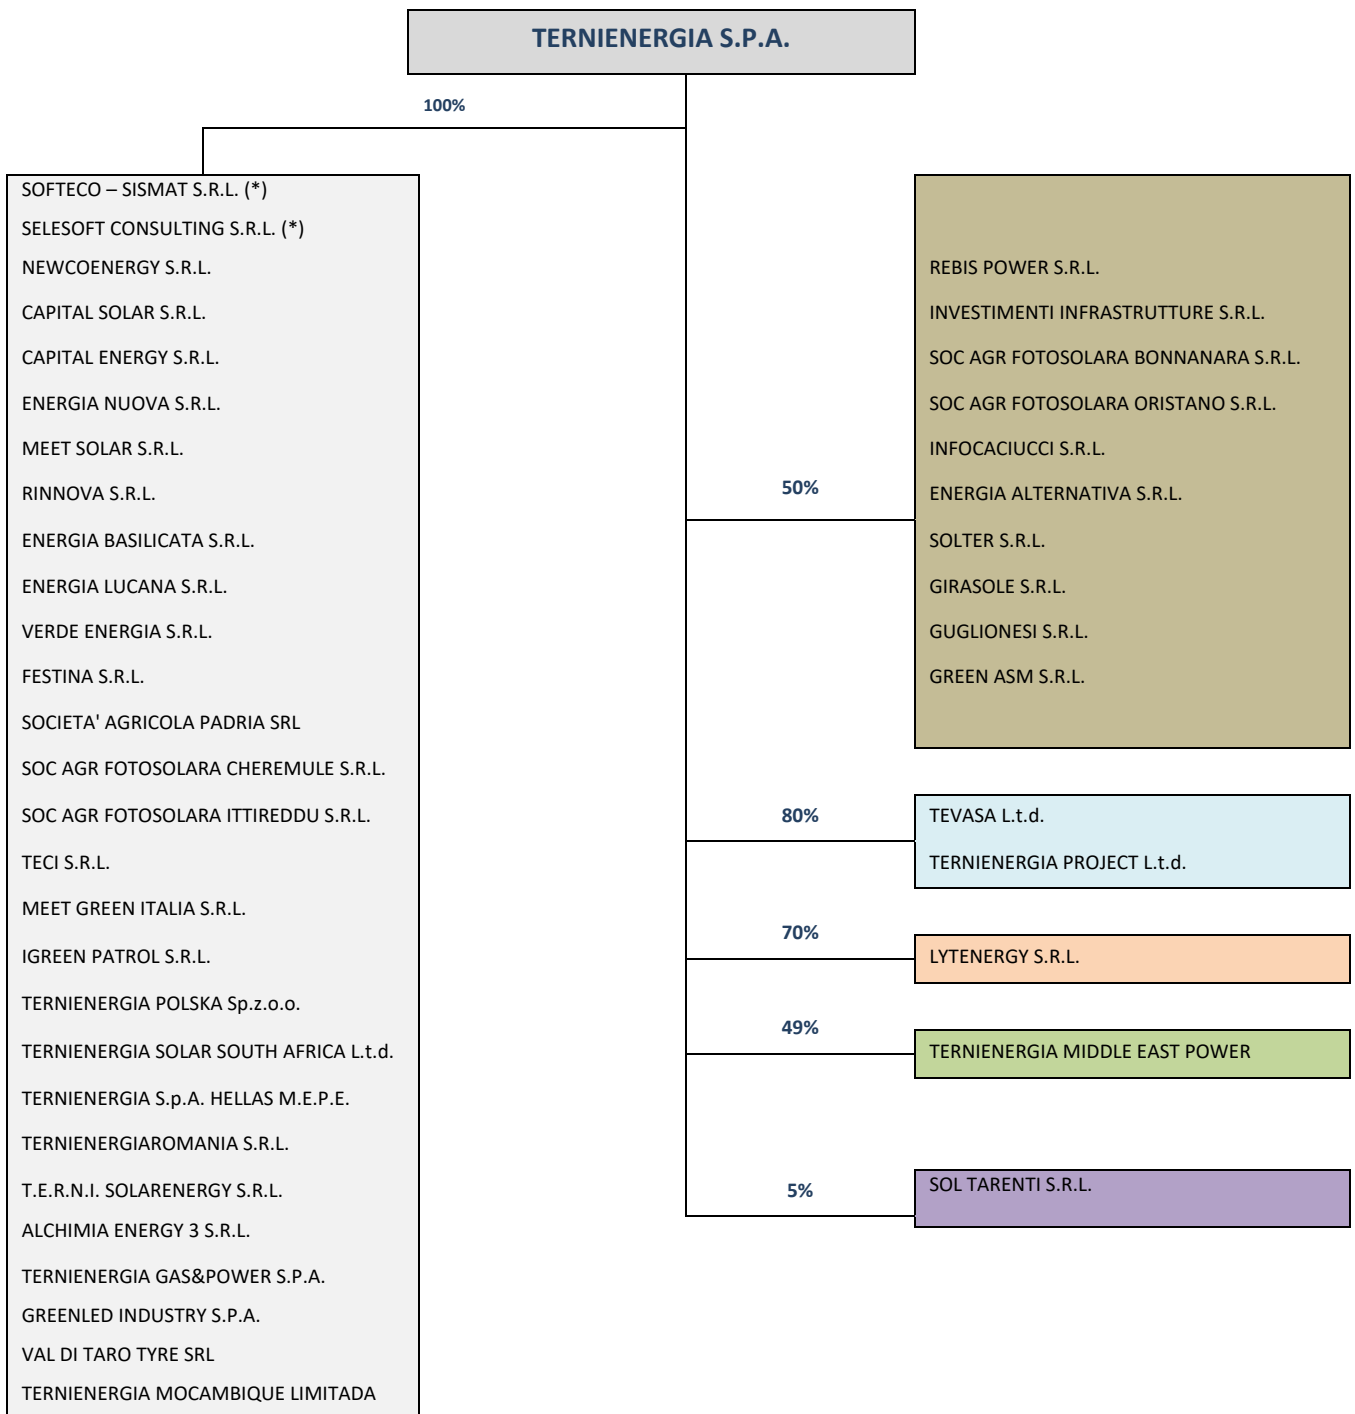 TERNIENERGIA S.P.A.
100%
SOFTECO – SISMAT S.R.L. (*)
SELESOFT CONSULTING S.R.L. (*)
NEWCOENERGY S.R.L.
CAPITAL SOLAR S.R.L.
CAPITAL ENERGY S.R.L.
ENERGIA NUOVA S.R.L.
MEET SOLAR S.R.L.
RINNOVA S.R.L.
ENERGIA BASILICATA S.R.L.
ENERGIA LUCANA S.R.L.
VERDE ENERGIA S.R.L.
FESTINA S.R.L.
SOCIETA' AGRICOLA PADRIA SRL
SOC AGR FOTOSOLARA CHEREMULE S.R.L.
SOC AGR FOTOSOLARA ITTIREDDU S.R.L.
TECI S.R.L.
MEET GREEN ITALIA S.R.L.
IGREEN PATROL S.R.L.
TERNIENERGIA POLSKA Sp.z.o.o.
TERNIENERGIA SOLAR SOUTH AFRICA L.t.d.
TERNIENERGIA S.p.A. HELLAS M.E.P.E.
TERNIENERGIAROMANIA S.R.L.
T.E.R.N.I. SOLARENERGY S.R.L.
ALCHIMIA ENERGY 3 S.R.L.
TERNIENERGIA GAS&POWER S.P.A.
GREENLED INDUSTRY S.P.A.
VAL DI TARO TYRE SRL
TERNIENERGIA MOCAMBIQUE LIMITADA
50%
REBIS POWER S.R.L.
INVESTIMENTI INFRASTRUTTURE S.R.L.
SOC AGR FOTOSOLARA BONNANARA S.R.L.
SOC AGR FOTOSOLARA ORISTANO S.R.L.
INFOCACIUCCI S.R.L.
ENERGIA ALTERNATIVA S.R.L.
SOLTER S.R.L.
GIRASOLE S.R.L.
GUGLIONESI S.R.L.
GREEN ASM S.R.L.
80%
TEVASA L.t.d.
TERNIENERGIA PROJECT L.t.d.
70%
LYTENERGY S.R.L.
49%
TERNIENERGIA MIDDLE EAST POWER
5%
SOL TARENTI S.R.L.